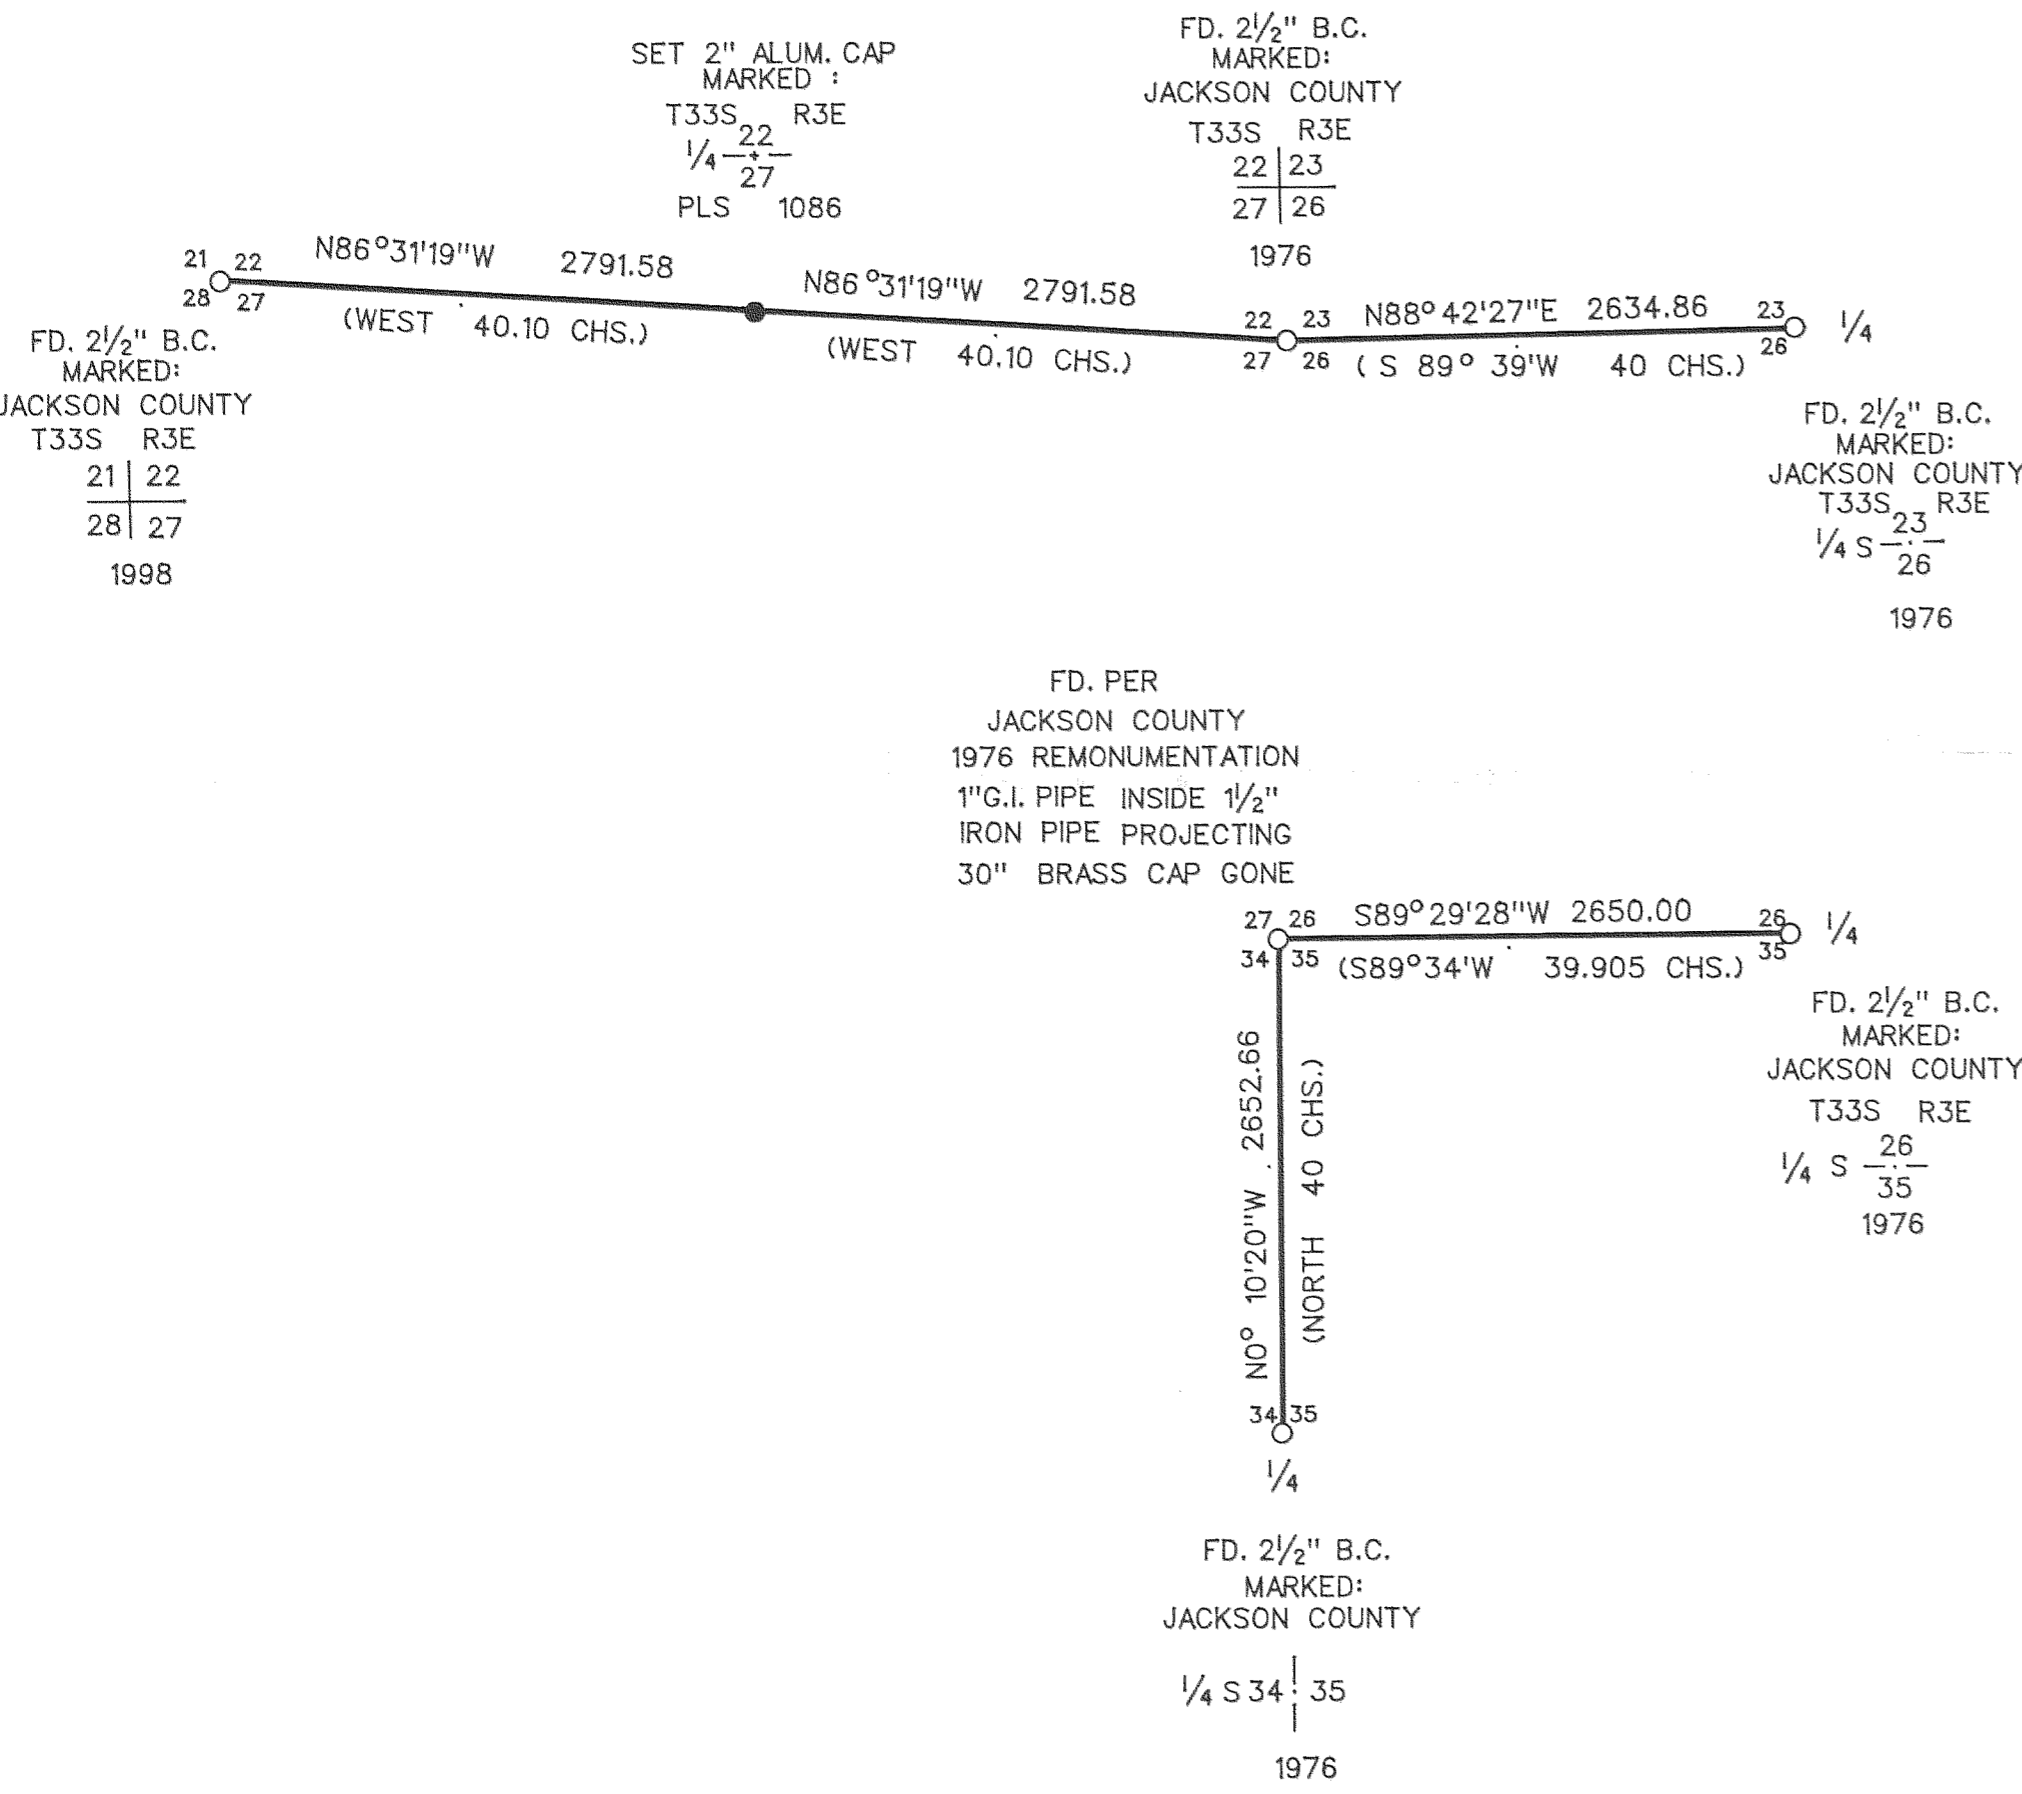 SET 2" ALUM. CAP
MARKED :
T33S R3E
1/4 22
27
PLS 1086
FD. 2 1/2" B.C.
MARKED:
JACKSON COUNTY
T33S R3E
22 23
27 26
1976
21 22
28 27
N86°31'19"W 2791.58
(WEST 40.10 CHS.)
N86°31'19"W 2791.58
(WEST 40.10 CHS.)
22 23
27 26
N88°42'27"E 2634.86
( S 89° 39'W 40 CHS.)
23
26
1/4
FD. 2 1/2" B.C.
MARKED:
JACKSON COUNTY
T33S R3E
21 22
28 27
1998
FD. 2 1/2" B.C.
MARKED:
JACKSON COUNTY
T33S R3E
1/4 S 23
26
1976
FD. PER
JACKSON COUNTY
1976 REMONUMENTATION
1"G.I. PIPE INSIDE 1 1/2"
IRON PIPE PROJECTING
30" BRASS CAP GONE
27 26
34 35
S89°29'28"W 2650.00
(S89°34'W 39.905 CHS.)
26
35
1/4
FD. 2 1/2" B.C.
MARKED:
JACKSON COUNTY
T33S R3E
1/4 S 26
35
1976
N0° 10'20"W 2652.66
(NORTH 40 CHS.)
34 35
1/4
FD. 2 1/2" B.C.
MARKED:
JACKSON COUNTY
1/4 S 34 35
1976